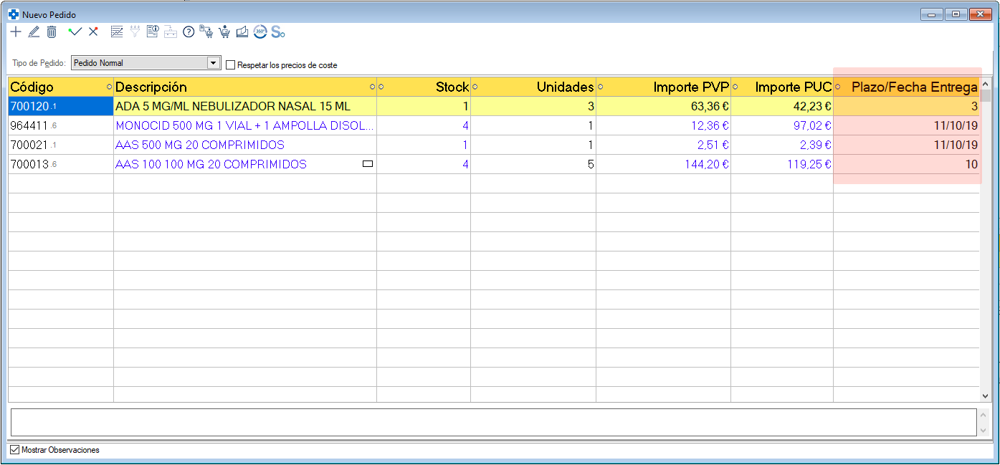 Nuevo Pedido
Tipo de Pedido: Pedido Normal Respetar los precios de coste
Código Descripción Stock Unidades Importe PVP Importe PUC Plazo/Fecha Entrega
700120.1 ADA 5 MG/ML NEBULIZADOR NASAL 15 ML 1 3 63,36 € 42,23 € 3
964411.6 MONOCID 500 MG 1 VIAL + 1 AMPOLLA DISOL... 4 1 12,36 € 97,02 € 11/10/19
700021.1 AAS 500 MG 20 COMPRIMIDOS 1 1 2,51 € 2,39 € 11/10/19
700013.6 AAS 100 100 MG 20 COMPRIMIDOS 4 5 144,20 € 119,25 € 10
Mostrar Observaciones